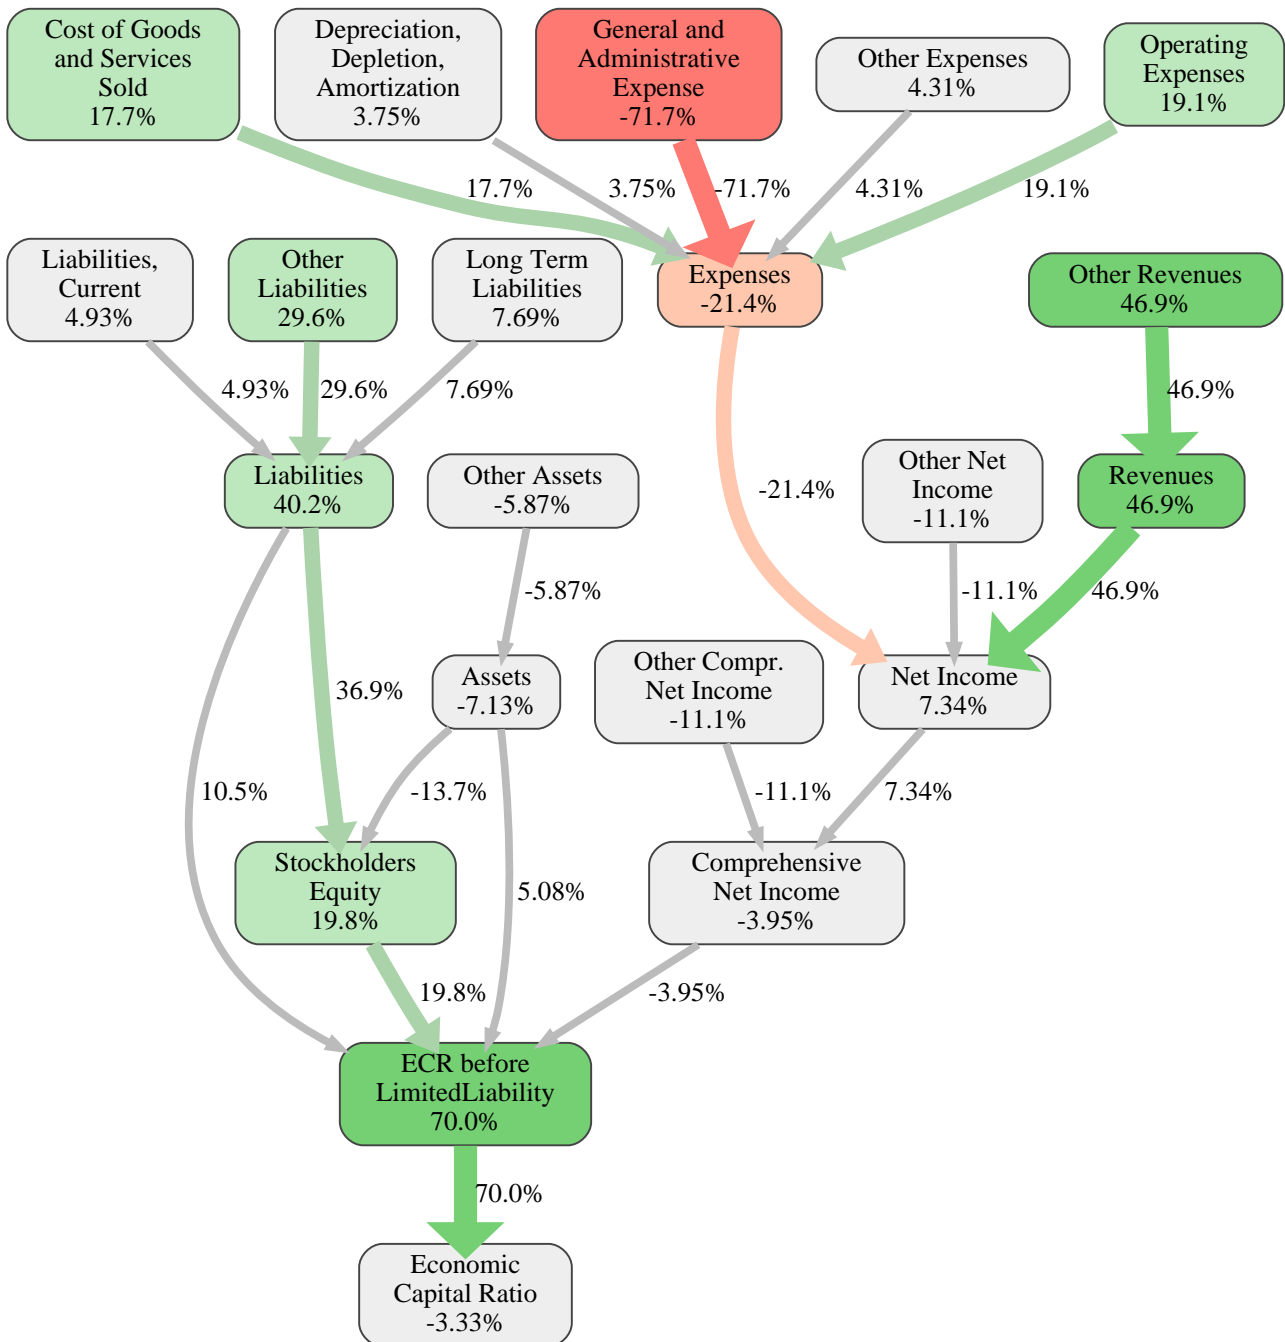 Cost of Goods
and Services
Sold
17.7%
Depreciation,
Depletion,
Amortization
3.75%
General and
Administrative
Expense
-71.7%
Other Expenses
4.31%
Operating
Expenses
19.1%
17.7%
3.75%
-71.7%
4.31%
19.1%
Liabilities,
Current
4.93%
Other
Liabilities
29.6%
Long Term
Liabilities
7.69%
Expenses
-21.4%
Other Revenues
46.9%
4.93%
29.6%
7.69%
46.9%
Liabilities
40.2%
Other Assets
-5.87%
-21.4%
Other Net
Income
-11.1%
Revenues
46.9%
-5.87%
-11.1%
46.9%
36.9%
Assets
-7.13%
Other Compr.
Net Income
-11.1%
Net Income
7.34%
10.5%
-13.7%
-11.1%
7.34%
Stockholders
Equity
19.8%
5.08%
Comprehensive
Net Income
-3.95%
19.8%
-3.95%
ECR before
LimitedLiability
70.0%
70.0%
Economic
Capital Ratio
-3.33%